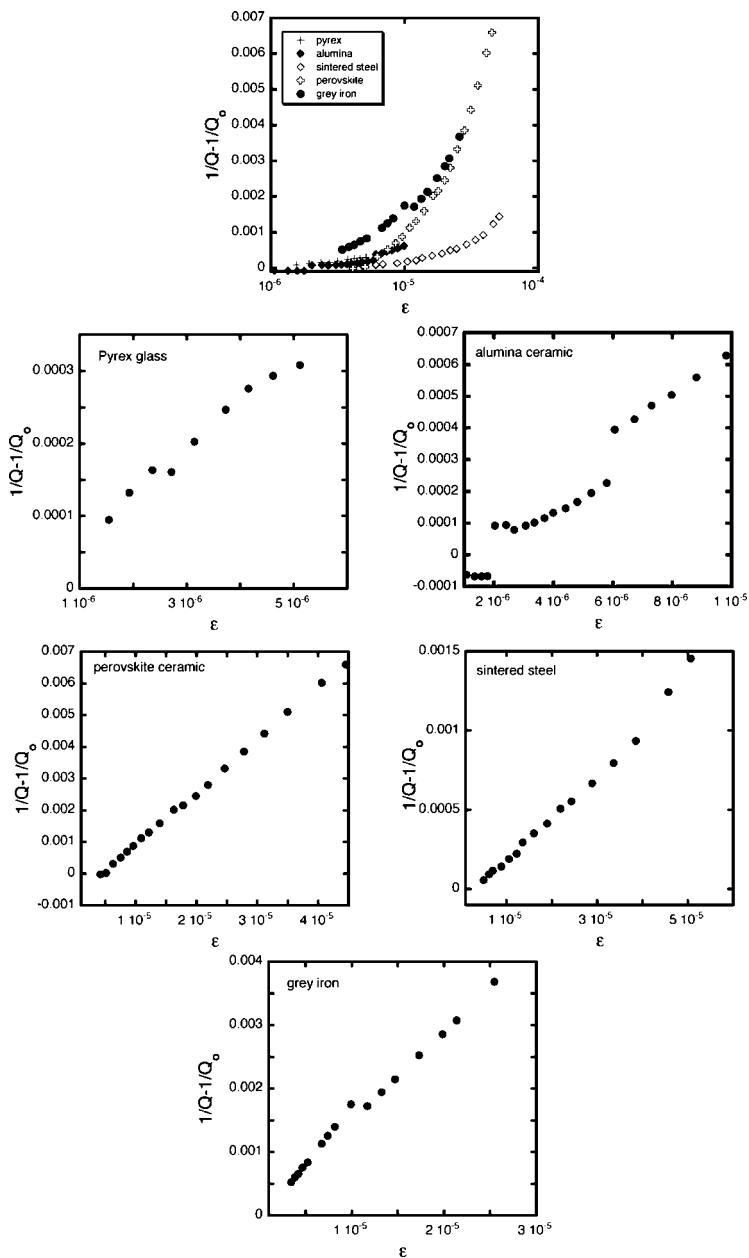 0.007
0.006
0.005
0.004
0.003
0.002
0.001
0
1/Q-1/Qo
pyrex
alumina
sintered steel
perovskite
grey iron
10-6
10-5
10-4
ε
Pyrex glass
0.0003
0.0002
0.0001
0
1/Q-1/Qo
1 10-6
3 10-6
5 10-6
ε
alumina ceramic
0.0007
0.0006
0.0005
0.0004
0.0003
0.0002
0.0001
0
-0.0001
1/Q-1/Qo
2 10-6
4 10-6
6 10-6
8 10-6
1 10-5
ε
perovskite ceramic
0.007
0.006
0.005
0.004
0.003
0.002
0.001
0
-0.001
1/Q-1/Qo
1 10-5
2 10-5
3 10-5
4 10-5
ε
sintered steel
0.0015
0.001
0.0005
0
1/Q-1/Qo
1 10-5
3 10-5
5 10-5
ε
grey iron
0.004
0.003
0.002
0.001
0
1/Q-1/Qo
1 10-5
2 10-5
3 10-5
ε